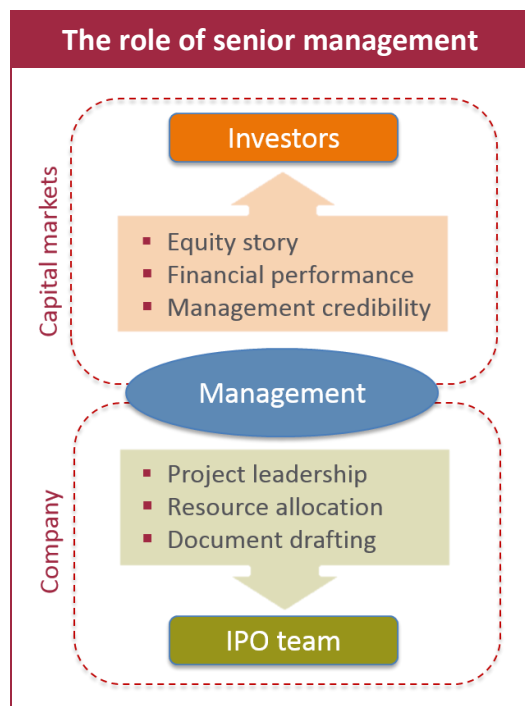 The role of senior management
Capital markets
Investors
▪ Equity story
▪ Financial performance
▪ Management credibility
Management
Company
▪ Project leadership
▪ Resource allocation
▪ Document drafting
IPO team